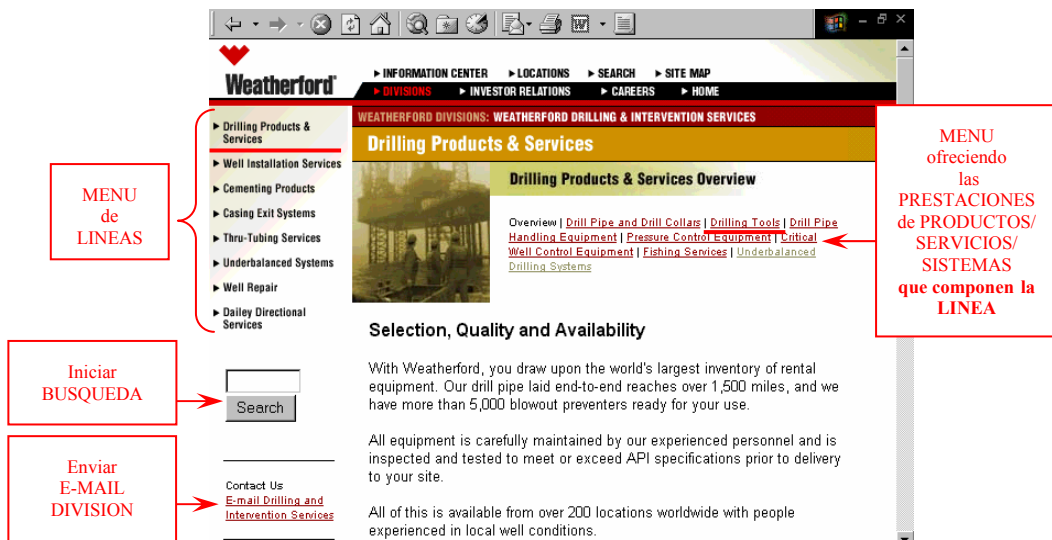 Weatherford
INFORMATION CENTER LOCATIONS SEARCH SITE MAP
DIVISIONS INVESTOR RELATIONS CAREERS HOME
WEATHERFORD DIVISIONS: WEATHERFORD DRILLING & INTERVENTION SERVICES
Drilling Products & Services
MENU
de
LINEAS
Drilling Products &
Services
Well Installation Services
Cementing Products
Casing Exit Systems
Thru-Tubing Services
Underbalanced Systems
Well Repair
Dailey Directional
Services
Drilling Products & Services Overview
Overview | Drill Pipe and Drill Collars | Drilling Tools | Drill Pipe
Handling Equipment | Pressure Control Equipment | Critical
Well Control Equipment | Fishing Services | Underbalanced
Drilling Systems
MENU
ofreciendo
las
PRESTACIONES
de PRODUCTOS/
SERVICIOS/
SISTEMAS
que componen la
LINEA
Selection, Quality and Availability
With Weatherford, you draw upon the world's largest inventory of rental
equipment. Our drill pipe laid end-to-end reaches over 1,500 miles, and we
have more than 5,000 blowout preventers ready for your use.
All equipment is carefully maintained by our experienced personnel and is
inspected and tested to meet or exceed API specifications prior to delivery
to your site.
All of this is available from over 200 locations worldwide with people
experienced in local well conditions.
Iniciar
BUSQUEDA
Search
Enviar
E-MAIL
DIVISION
Contact Us
E-mail Drilling and
Intervention Services